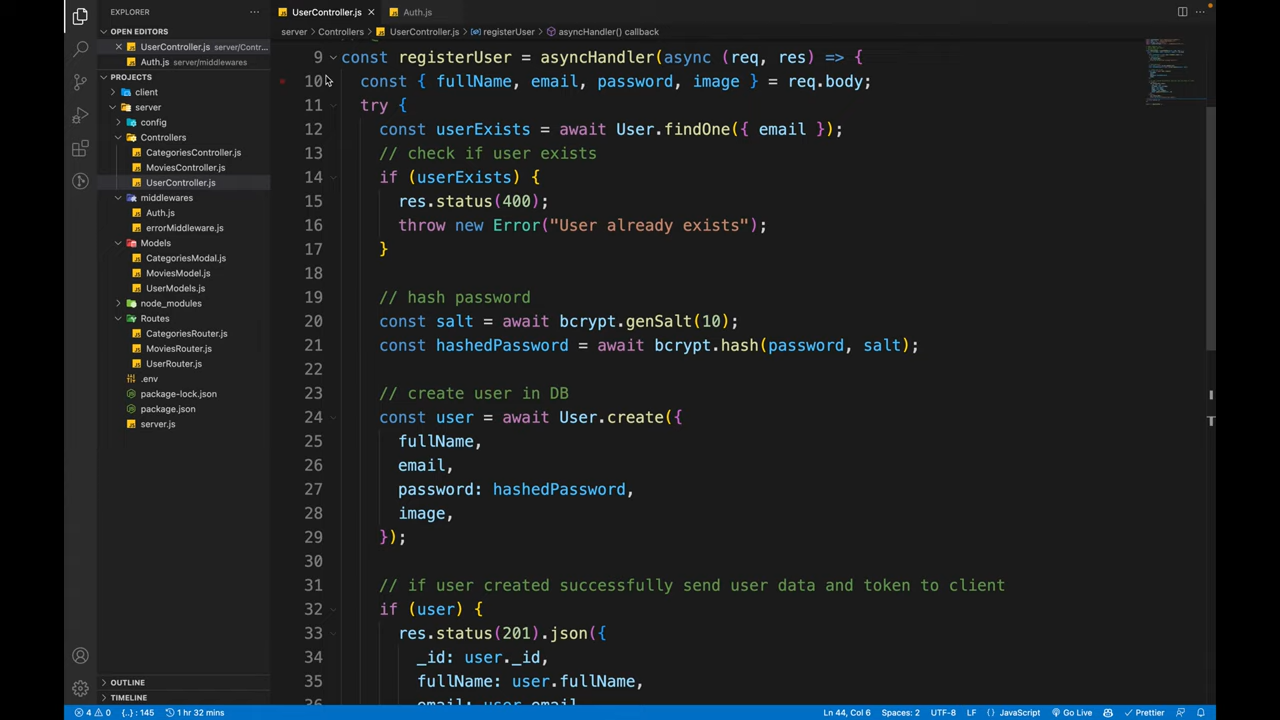 EXPLORER
OPEN EDITORS
UserController.js server/Contr...
Auth.js server/middlewares
PROJECTS
client
server
config
Controllers
CategoriesController.js
MoviesController.js
UserController.js
middlewares
Auth.js
errorMiddleware.js
Models
CategoriesModal.js
MoviesModel.js
UserModels.js
node_modules
Routes
CategoriesRouter.js
MoviesRouter.js
UserRouter.js
.env
package-lock.json
package.json
server.js
OUTLINE
TIMELINE
UserController.js
Auth.js
server > Controllers > UserController.js > registerUser > asyncHandler() callback
9 const registerUser = asyncHandler(async (req, res) => {
10 const { fullName, email, password, image } = req.body;
11 try {
12 const userExists = await User.findOne({ email });
13 // check if user exists
14 if (userExists) {
15 res.status(400);
16 throw new Error("User already exists");
17 }
18
19 // hash password
20 const salt = await bcrypt.genSalt(10);
21 const hashedPassword = await bcrypt.hash(password, salt);
22
23 // create user in DB
24 const user = await User.create({
25 fullName,
26 email,
27 password: hashedPassword,
28 image,
29 });
30
31 // if user created successfully send user data and token to client
32 if (user) {
33 res.status(201).json({
34 _id: user._id,
35 fullName: user.fullName,
36 email: user.email,
4 0 {..} : 145 1 hr 32 mins Ln 44, Col 6 Spaces: 2 UTF-8 LF {} JavaScript Go Live Prettier